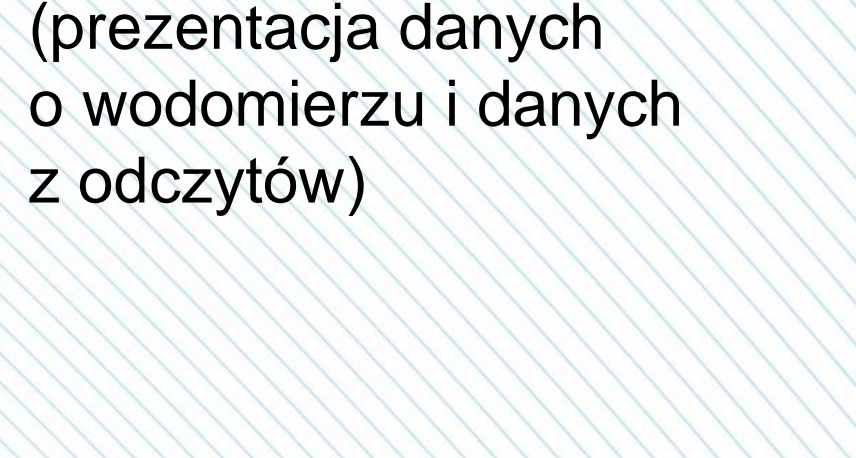 (prezentacja danych
o wodomierzu i danych
z odczytów)